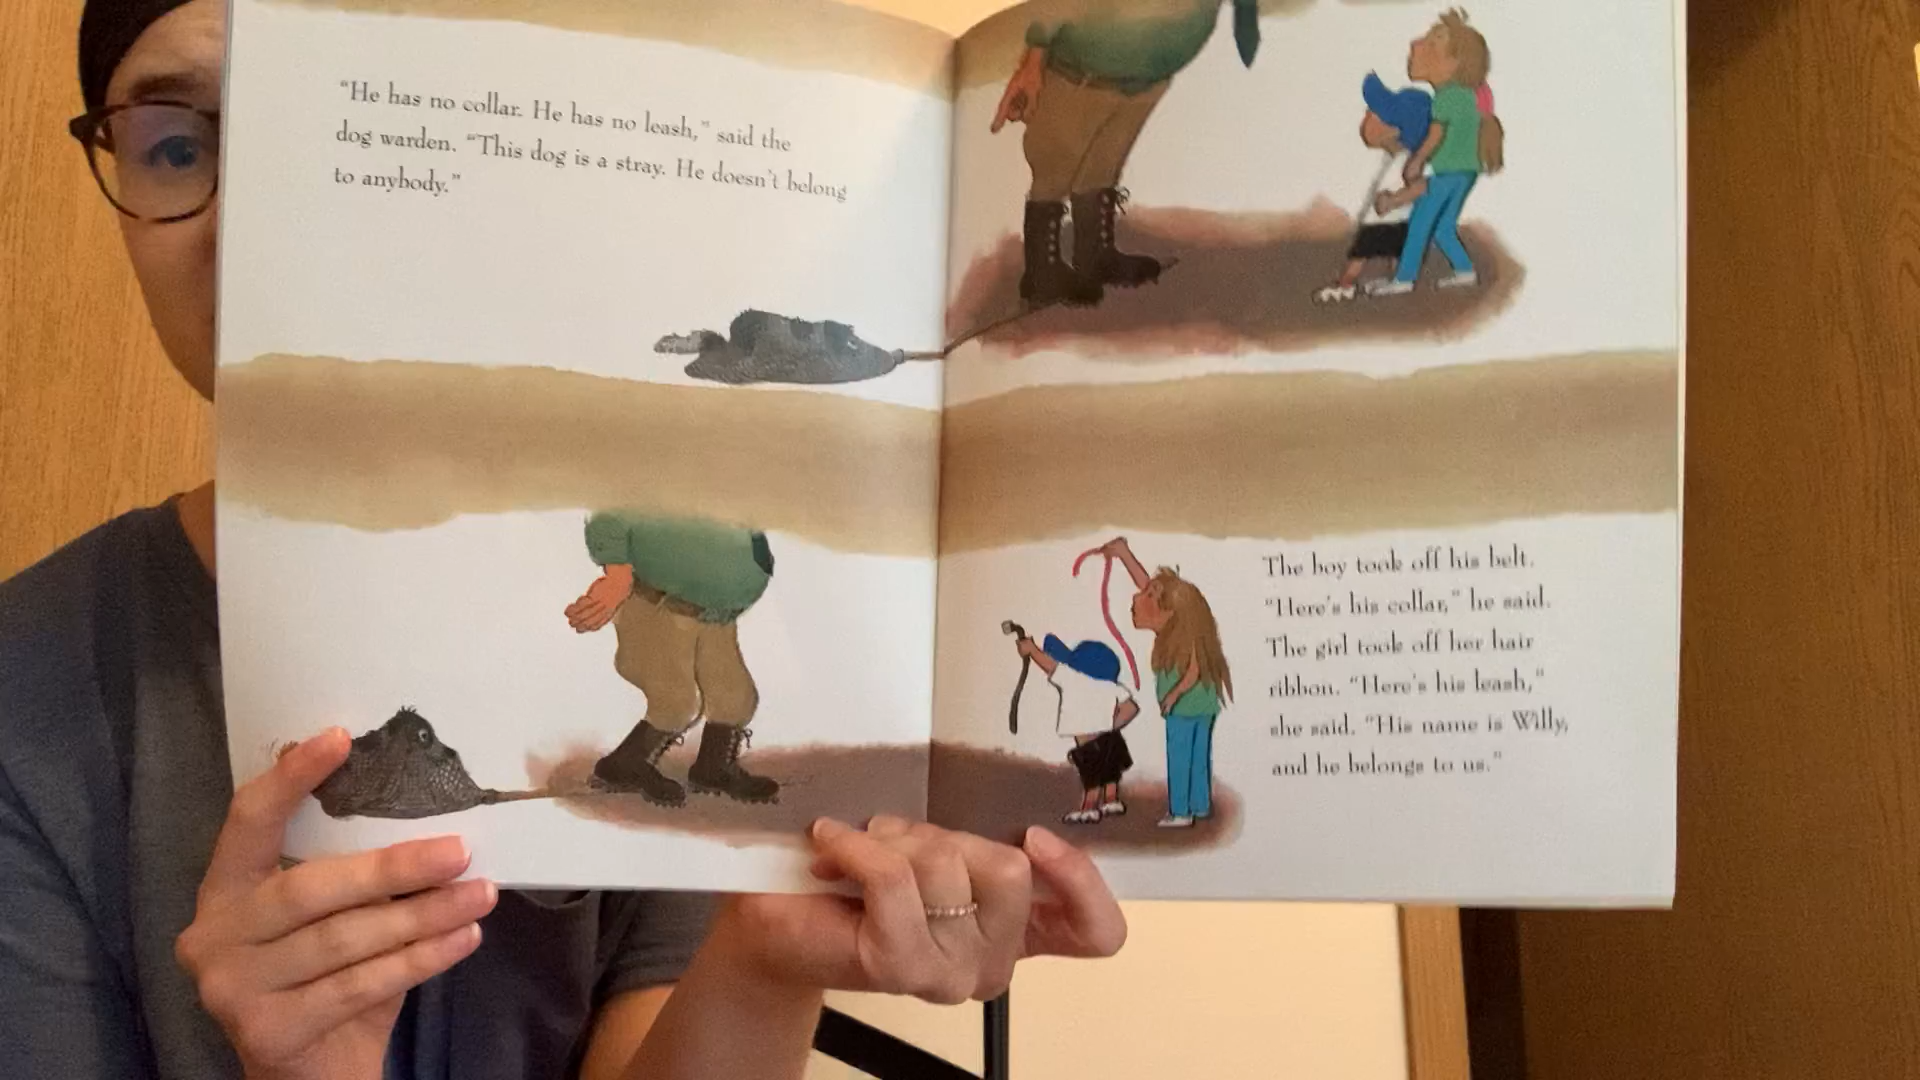 “He has no collar. He has no leash,” said the
dog warden. “This dog is a stray. He doesn’t belong
to anybody.”
The boy took off his belt.
“Here’s his collar,” he said.
The girl took off her hair
ribbon. “Here’s his leash,”
she said. “His name is Willy,
and he belongs to us.”